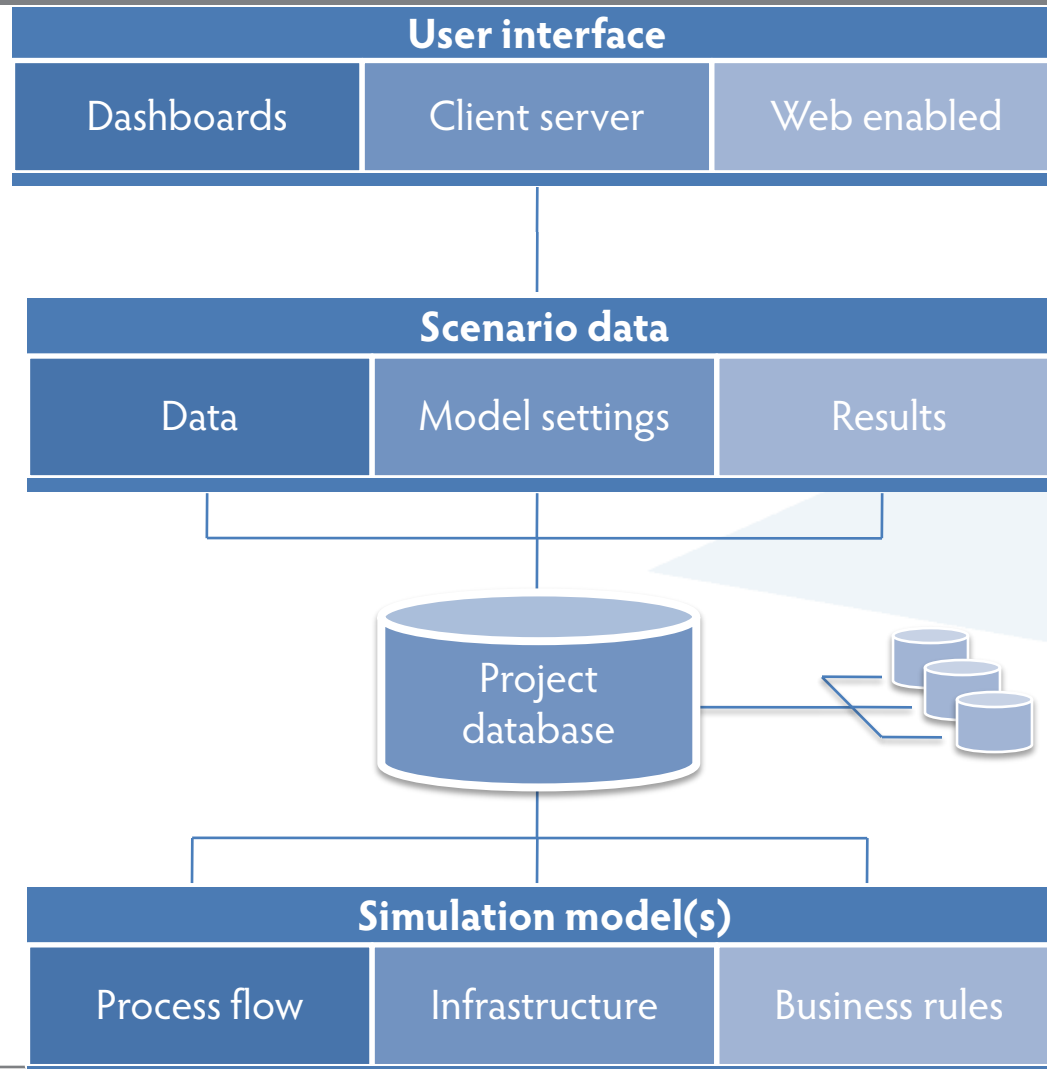 User interface
Dashboards
Client server
Web enabled
Scenario data
Data
Model settings
Results
Project
database
Simulation model(s)
Process flow
Infrastructure
Business rules